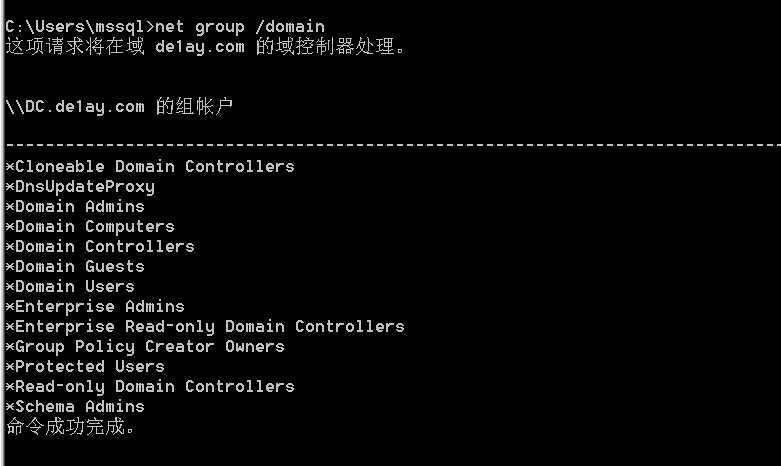 C:\Users\mssql>net group /domain
这项请求将在域 de1ay.com 的域控制器处理。
\\DC.de1ay.com 的组帐户
-------------------------------------------------------------------------------
*Cloneable Domain Controllers
*DnsUpdateProxy
*Domain Admins
*Domain Computers
*Domain Controllers
*Domain Guests
*Domain Users
*Enterprise Admins
*Enterprise Read-only Domain Controllers
*Group Policy Creator Owners
*Protected Users
*Read-only Domain Controllers
*Schema Admins
命令成功完成。